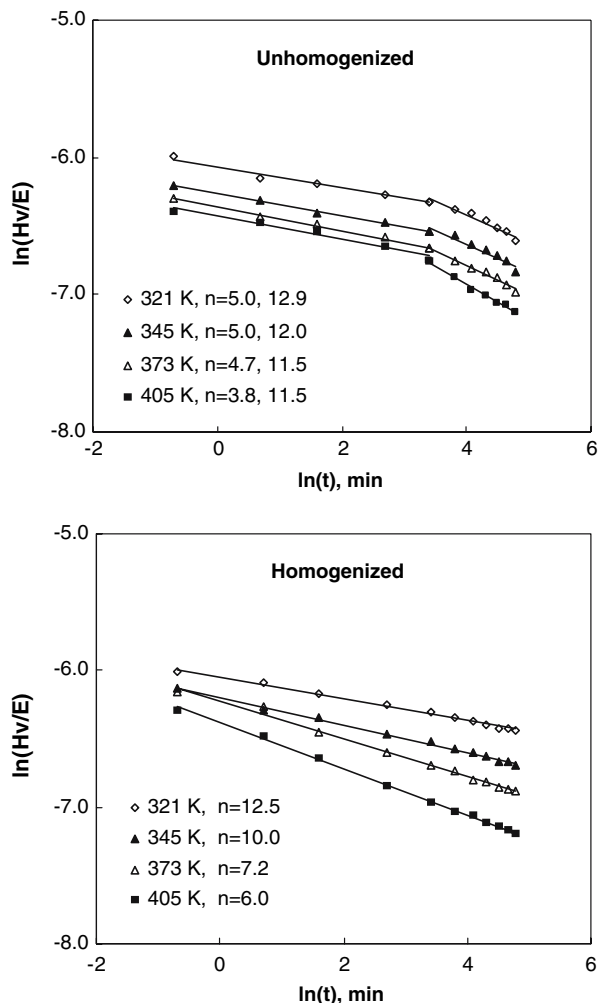 -5.0
Unhomogenized
-6.0
ln(Hv/E)
-7.0
321 K, n=5.0, 12.9
345 K, n=5.0, 12.0
373 K, n=4.7, 11.5
405 K, n=3.8, 11.5
-8.0
-2 0 2 4 6
ln(t), min
-5.0
Homogenized
-6.0
ln(Hv/E)
-7.0
321 K, n=12.5
345 K, n=10.0
373 K, n=7.2
405 K, n=6.0
-8.0
-2 0 2 4 6
ln(t), min